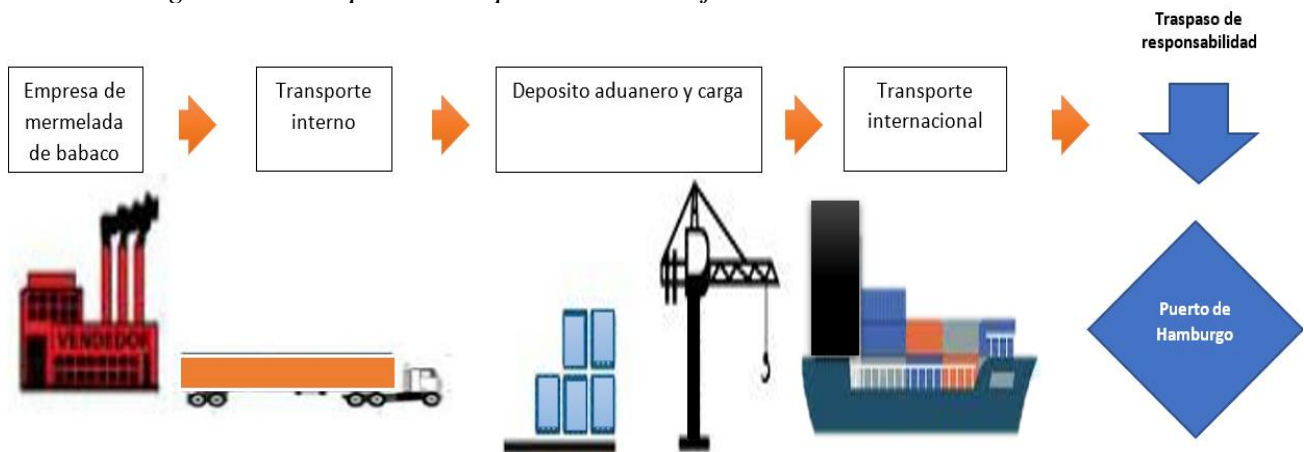 Traspaso de
responsabilidad
Empresa de
mermelada
de babaco
Transporte
interno
Deposito aduanero y carga
Transporte
internacional
VENDEDOR
Puerto de
Hamburgo